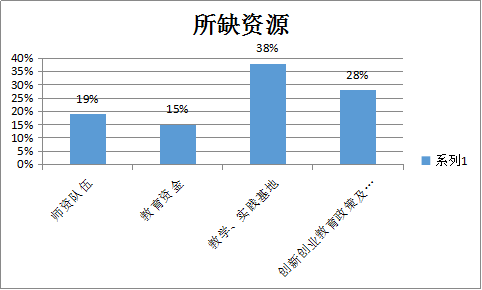 所缺资源
40%
35%
30%
25%
20%
15%
10%
5%
0%
19%
15%
38%
28%
师资队伍
教育资金
教学、实践基地
创新创业教育政策及…
系列1